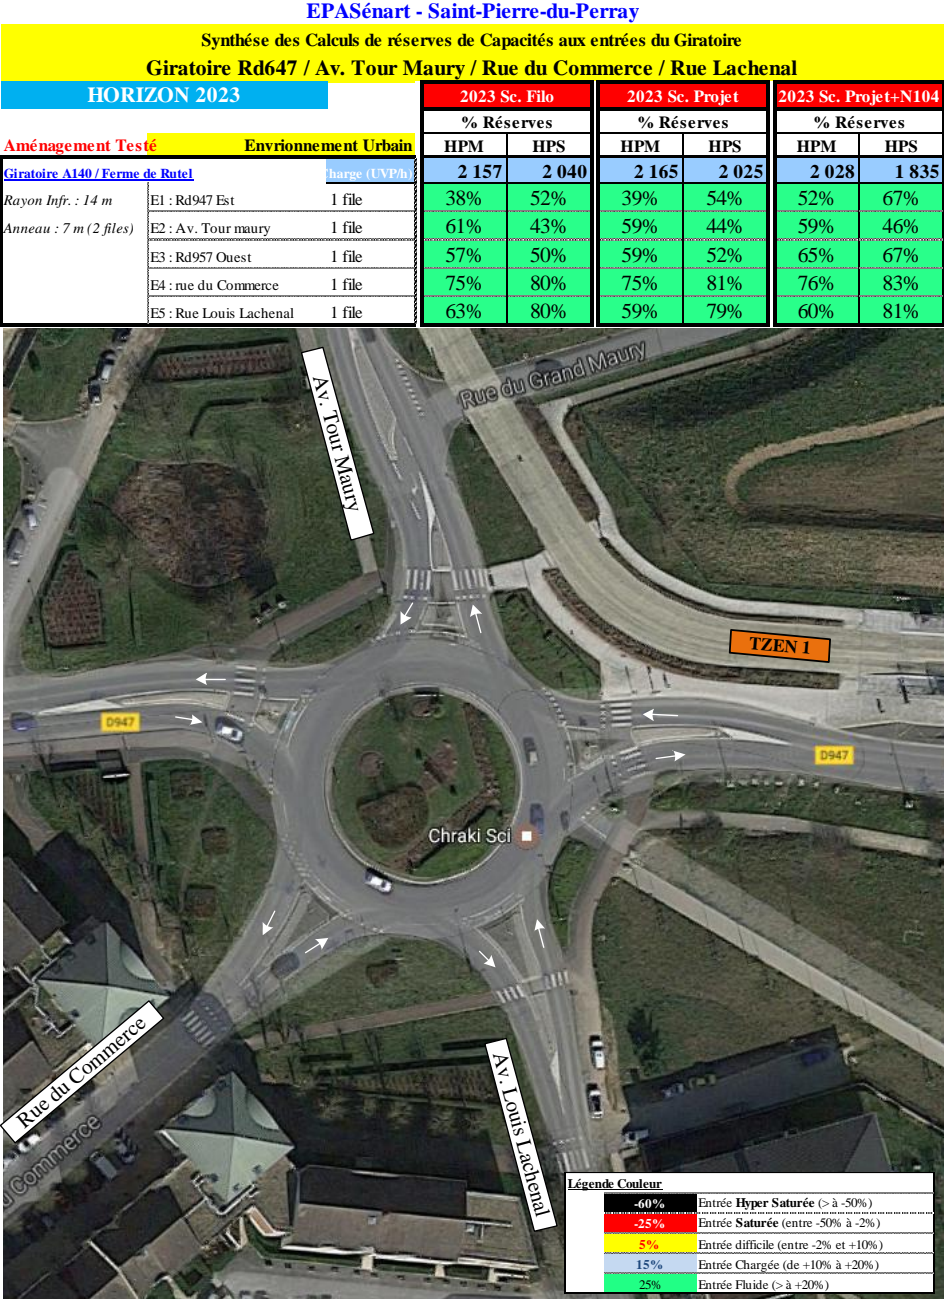 EPASénart - Saint-Pierre-du-Perray
Synthése des Calculs de réserves de Capacités aux entrées du Giratoire
Giratoire Rd647 / Av. Tour Maury / Rue du Commerce / Rue Lachenal
HORIZON 2023 2023 Sc. Filo 2023 Sc. Projet 2023 Sc. Projet+N104
% Réserves % Réserves % Réserves
Aménagement Testé Envrionnement Urbain HPM HPS HPM HPS HPM HPS
Giratoire A140 / Ferme de Rutel Charge (UVP/h) 2 157 2 040 2 165 2 025 2 028 1 835
Rayon Infr. : 14 m E1 : Rd947 Est 1 file 38% 52% 39% 54% 52% 67%
Anneau : 7 m (2 files) E2 : Av. Tour maury 1 file 61% 43% 59% 44% 59% 46%
E3 : Rd957 Ouest 1 file 57% 50% 59% 52% 65% 67%
E4 : rue du Commerce 1 file 75% 80% 75% 81% 76% 83%
E5 : Rue Louis Lachenal 1 file 63% 80% 59% 79% 60% 81%
Rue du Grand Maury
Av. Tour Maury
TZEN 1
D947
D947
Chraki Sci
Rue du Commerce
Commerce
Av. Louis Lachenal
Légende Couleur
-60% Entrée Hyper Saturée (> à -50%)
-25% Entrée Saturée (entre -50% à -2%)
5% Entrée difficile (entre -2% et +10%)
15% Entrée Chargée (de +10% à +20%)
25% Entrée Fluide (> à +20%)